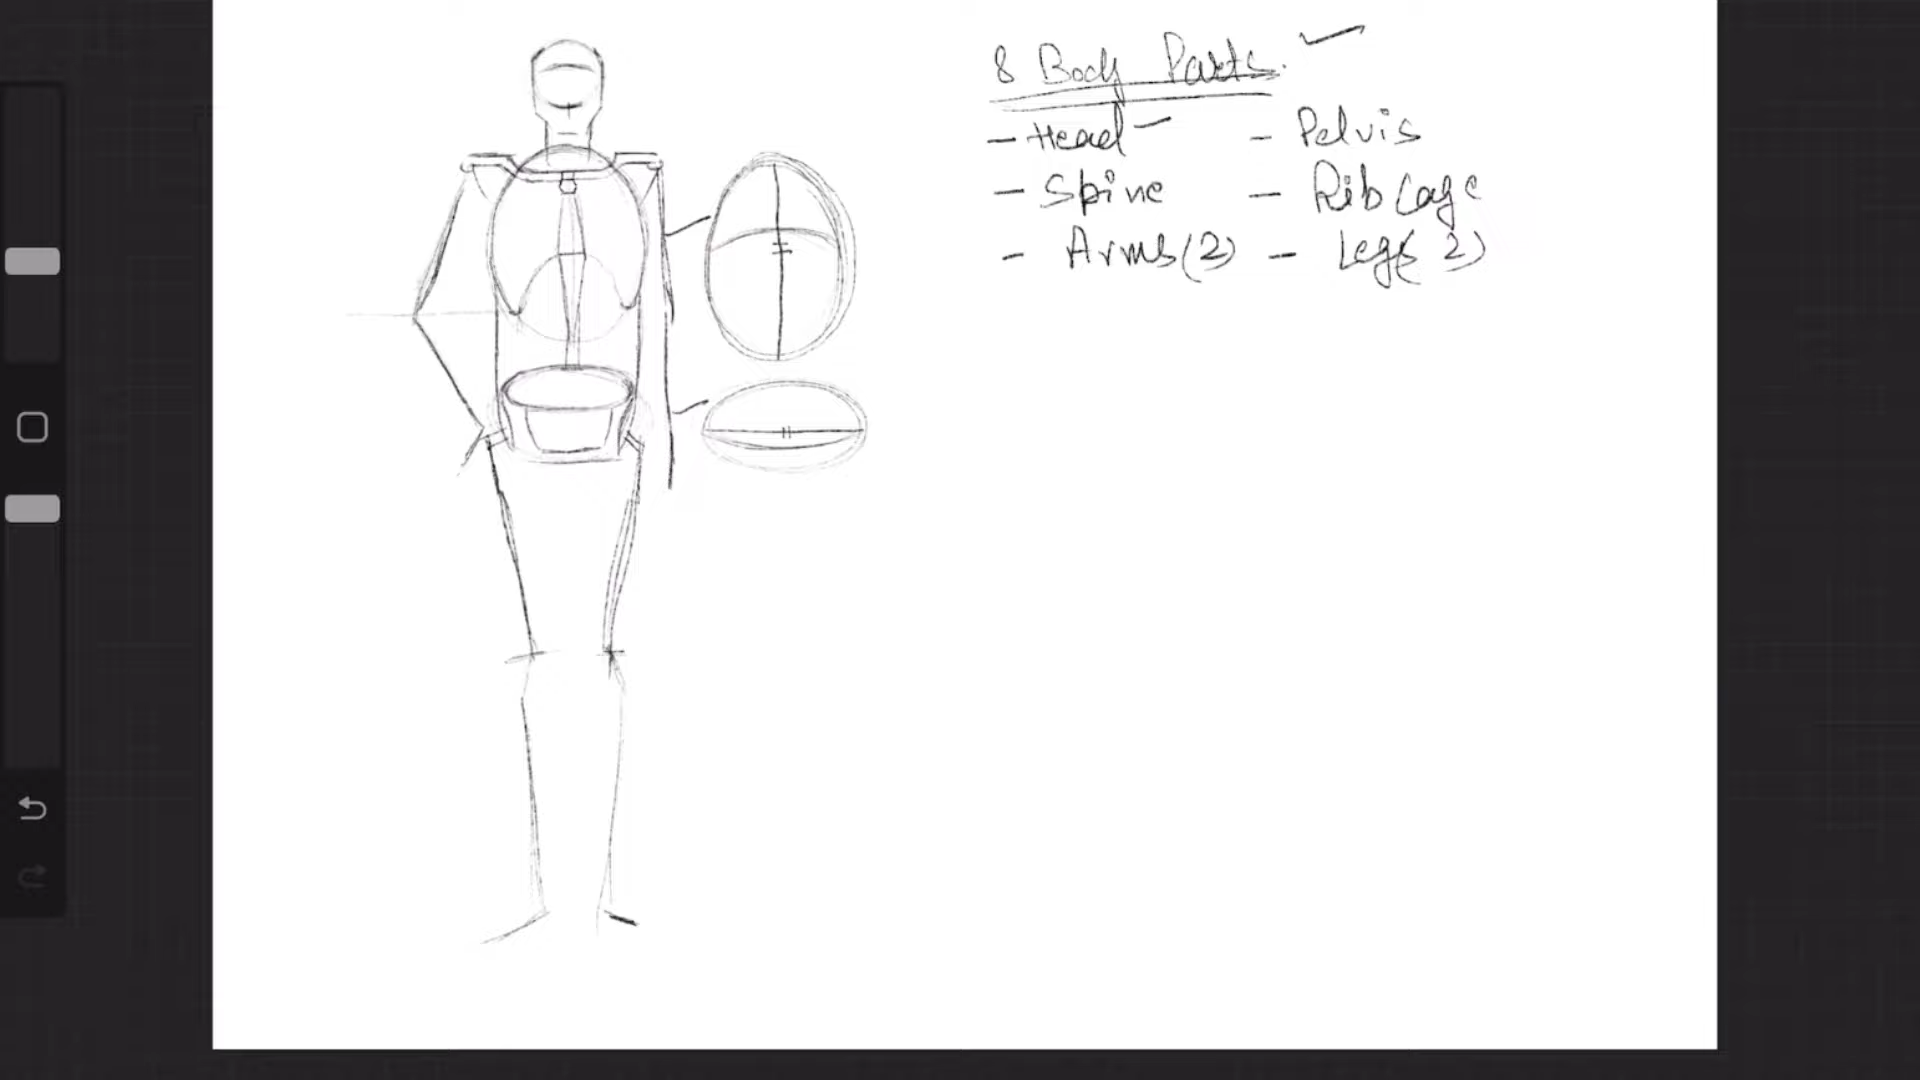 8 Body Parts.
- Head - Pelvis
- Spine - Rib Cage
- Arms (2) - Legs (2)